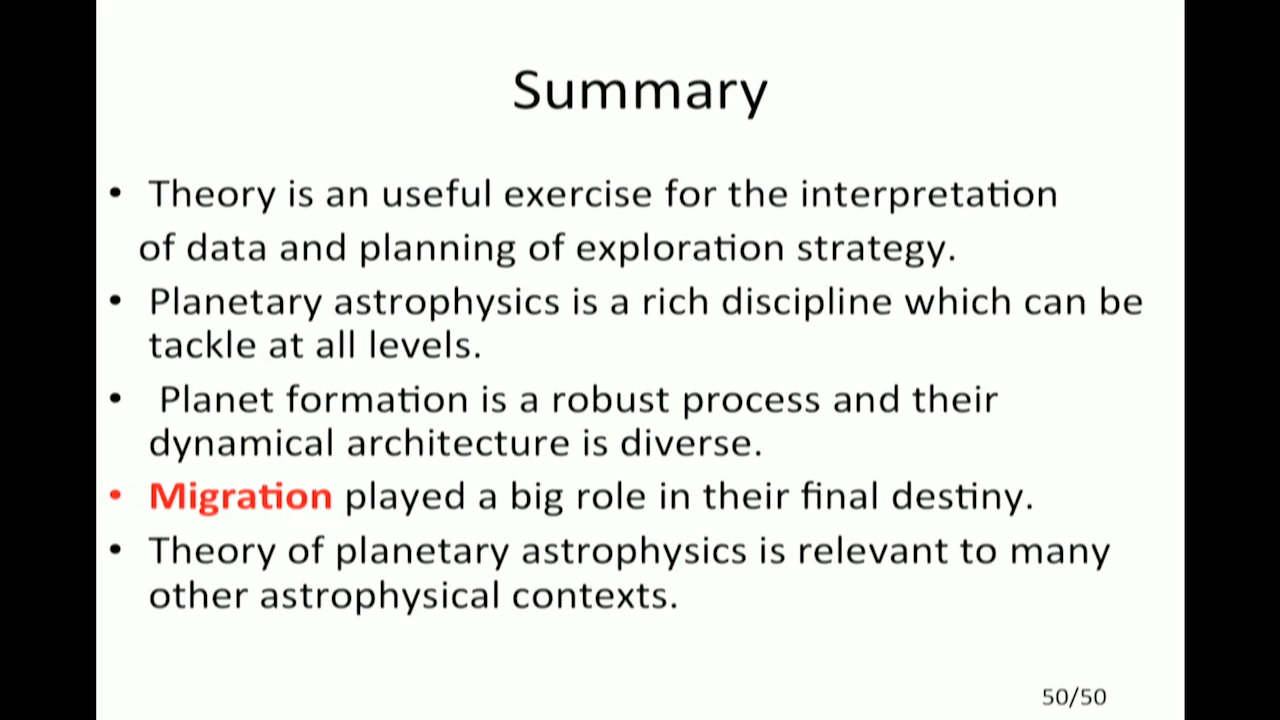 Summary
• Theory is an useful exercise for the interpretation
of data and planning of exploration strategy.
• Planetary astrophysics is a rich discipline which can be
tackle at all levels.
• Planet formation is a robust process and their
dynamical architecture is diverse.
• Migration played a big role in their final destiny.
• Theory of planetary astrophysics is relevant to many
other astrophysical contexts.
50/50